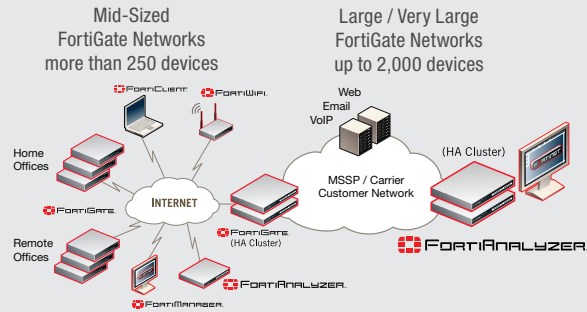 Mid-Sized
FortiGate Networks
more than 250 devices
Large / Very Large
FortiGate Networks
up to 2,000 devices
FORTICLIENT.
FORTIWIFI.
Web
Email
VoIP
Home
Offices
(HA Cluster)
FORTINET
MSSP / Carrier
Customer Network
INTERNET
FORTIGATE.
FORTIGATE.
(HA Cluster)
Remote
Offices
FORTIANALYZER.
FORTIANALYZER.
FORTIMANAGER.